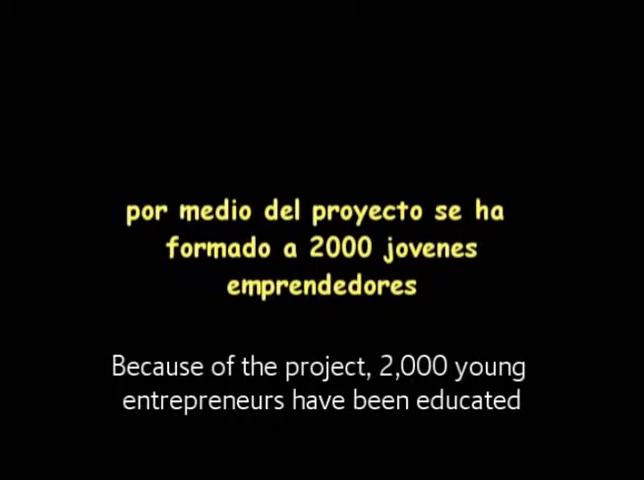 por medio del proyecto se ha
formado a 2000 jovenes
emprendedores
Because of the project, 2,000 young
entrepreneurs have been educated